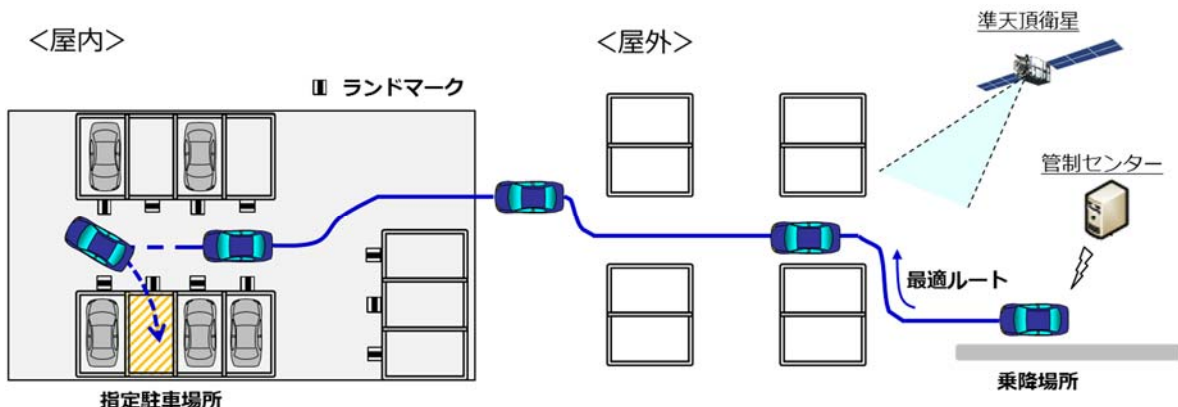 <屋内>
<屋外>
準天頂衛星
ランドマーク
管制センター
最適ルート
乗降場所
指定駐車場所